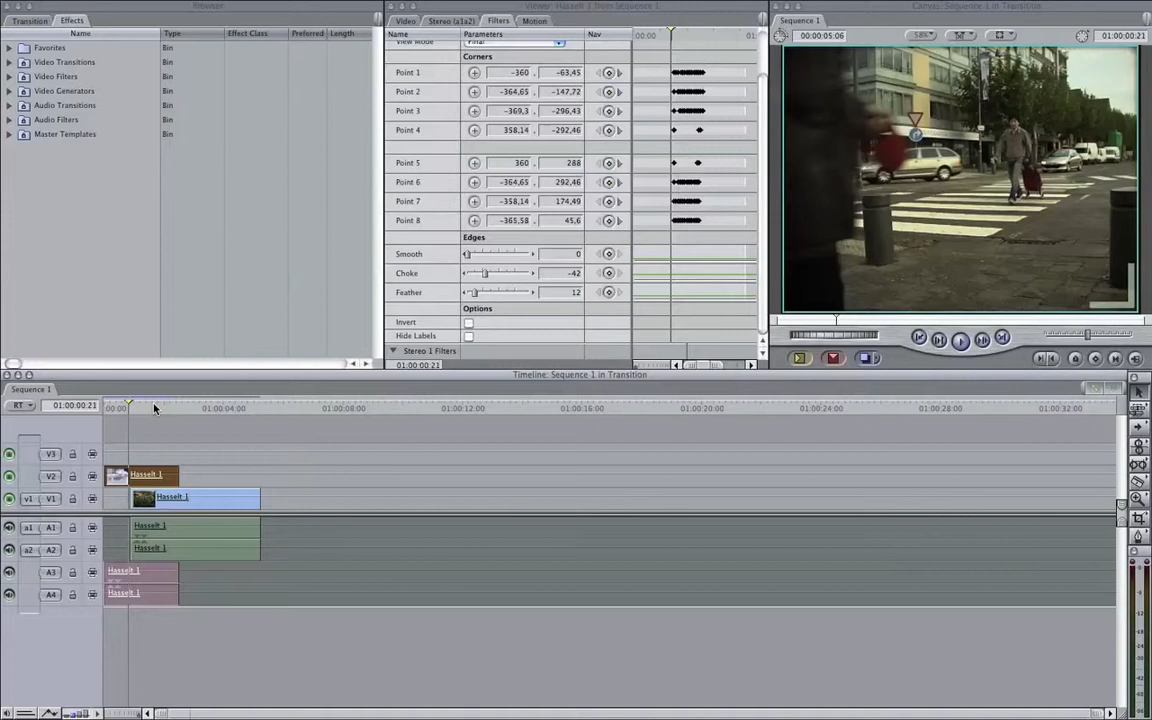 Browser
Viewer: Hasselt 1 from Sequence 1
Canvas: Sequence 1 in Transition
Transition
Effects
Video
Stereo (a1a2)
Filters
Motion
Sequence 1
Name
Type
Effect Class
Preferred
Length
Name
Parameters
Nav
00:00
00:00:05:06
58%
01:00:00:21
View Mode
Final
Favorites
Bin
Video Transitions
Bin
Video Filters
Bin
Video Generators
Bin
Audio Transitions
Bin
Audio Filters
Bin
Master Templates
Bin
Corners
Point 1
-360 , -63,45
Point 2
-364,65 , -147,72
Point 3
-369,3 , -296,43
Point 4
358,14 , -292,46
Point 5
360 , 288
Point 6
-364,65 , 292,46
Point 7
-358,14 , 174,49
Point 8
-365,58 , 45,6
Edges
Smooth
0
Choke
-42
Feather
12
Options
Invert
Hide Labels
Stereo 1 Filters
01:00:00:21
Timeline: Sequence 1 in Transition
Sequence 1
RT
01:00:00:21
00:00
01:00:04:00
01:00:08:00
01:00:12:00
01:00:16:00
01:00:20:00
01:00:24:00
01:00:28:00
01:00:32:00
V3
V2
Hasselt 1
v1
V1
Hasselt 1
a1
A1
Hasselt 1
a2
A2
Hasselt 1
A3
Hasselt 1
A4
Hasselt 1